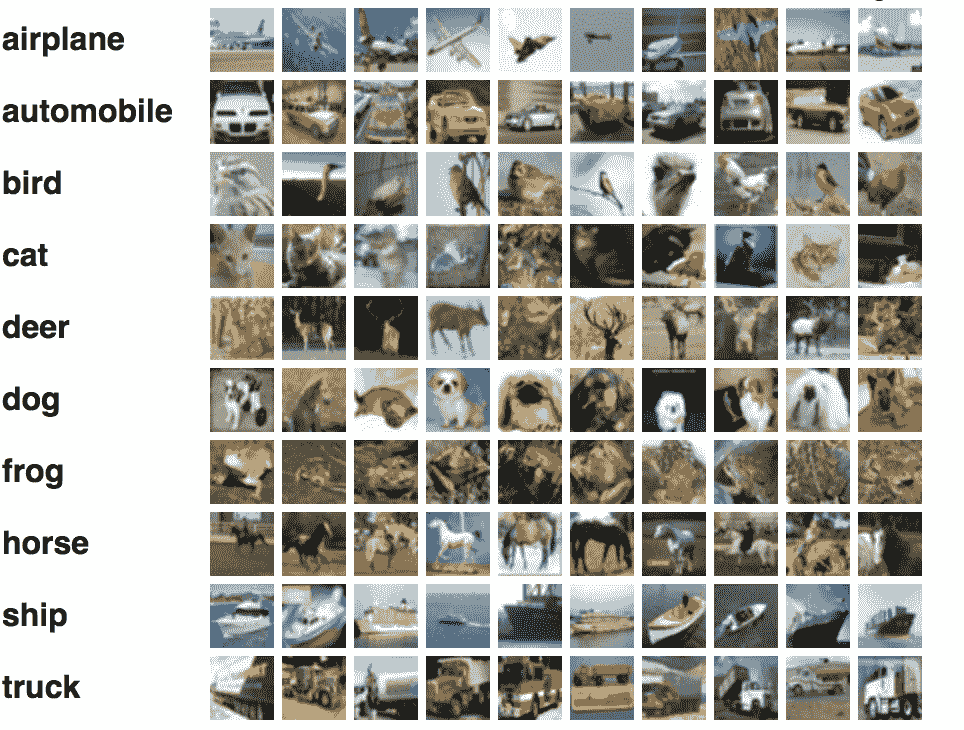 airplane
automobile
bird
cat
deer
dog
frog
horse
ship
truck